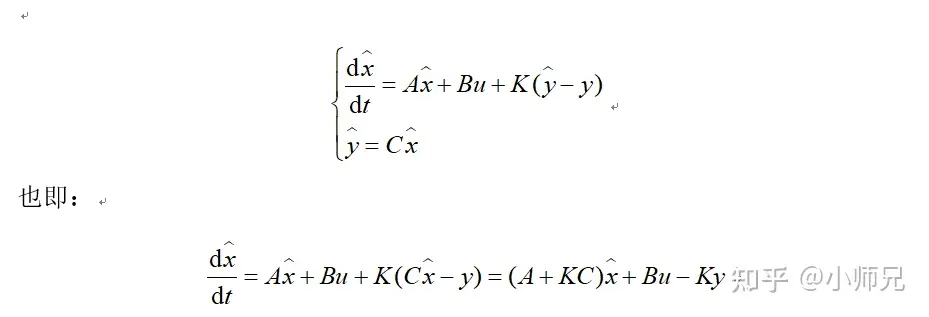 ↵
{ dx̂/dt = Ax̂ + Bu + K(ŷ − y)
ŷ = Cx̂ ↵
也即：↵
dx̂/dt = Ax̂ + Bu + K(Cx̂ − y) = (A + KC)x̂ + Bu − Ky
知乎 @小师兄